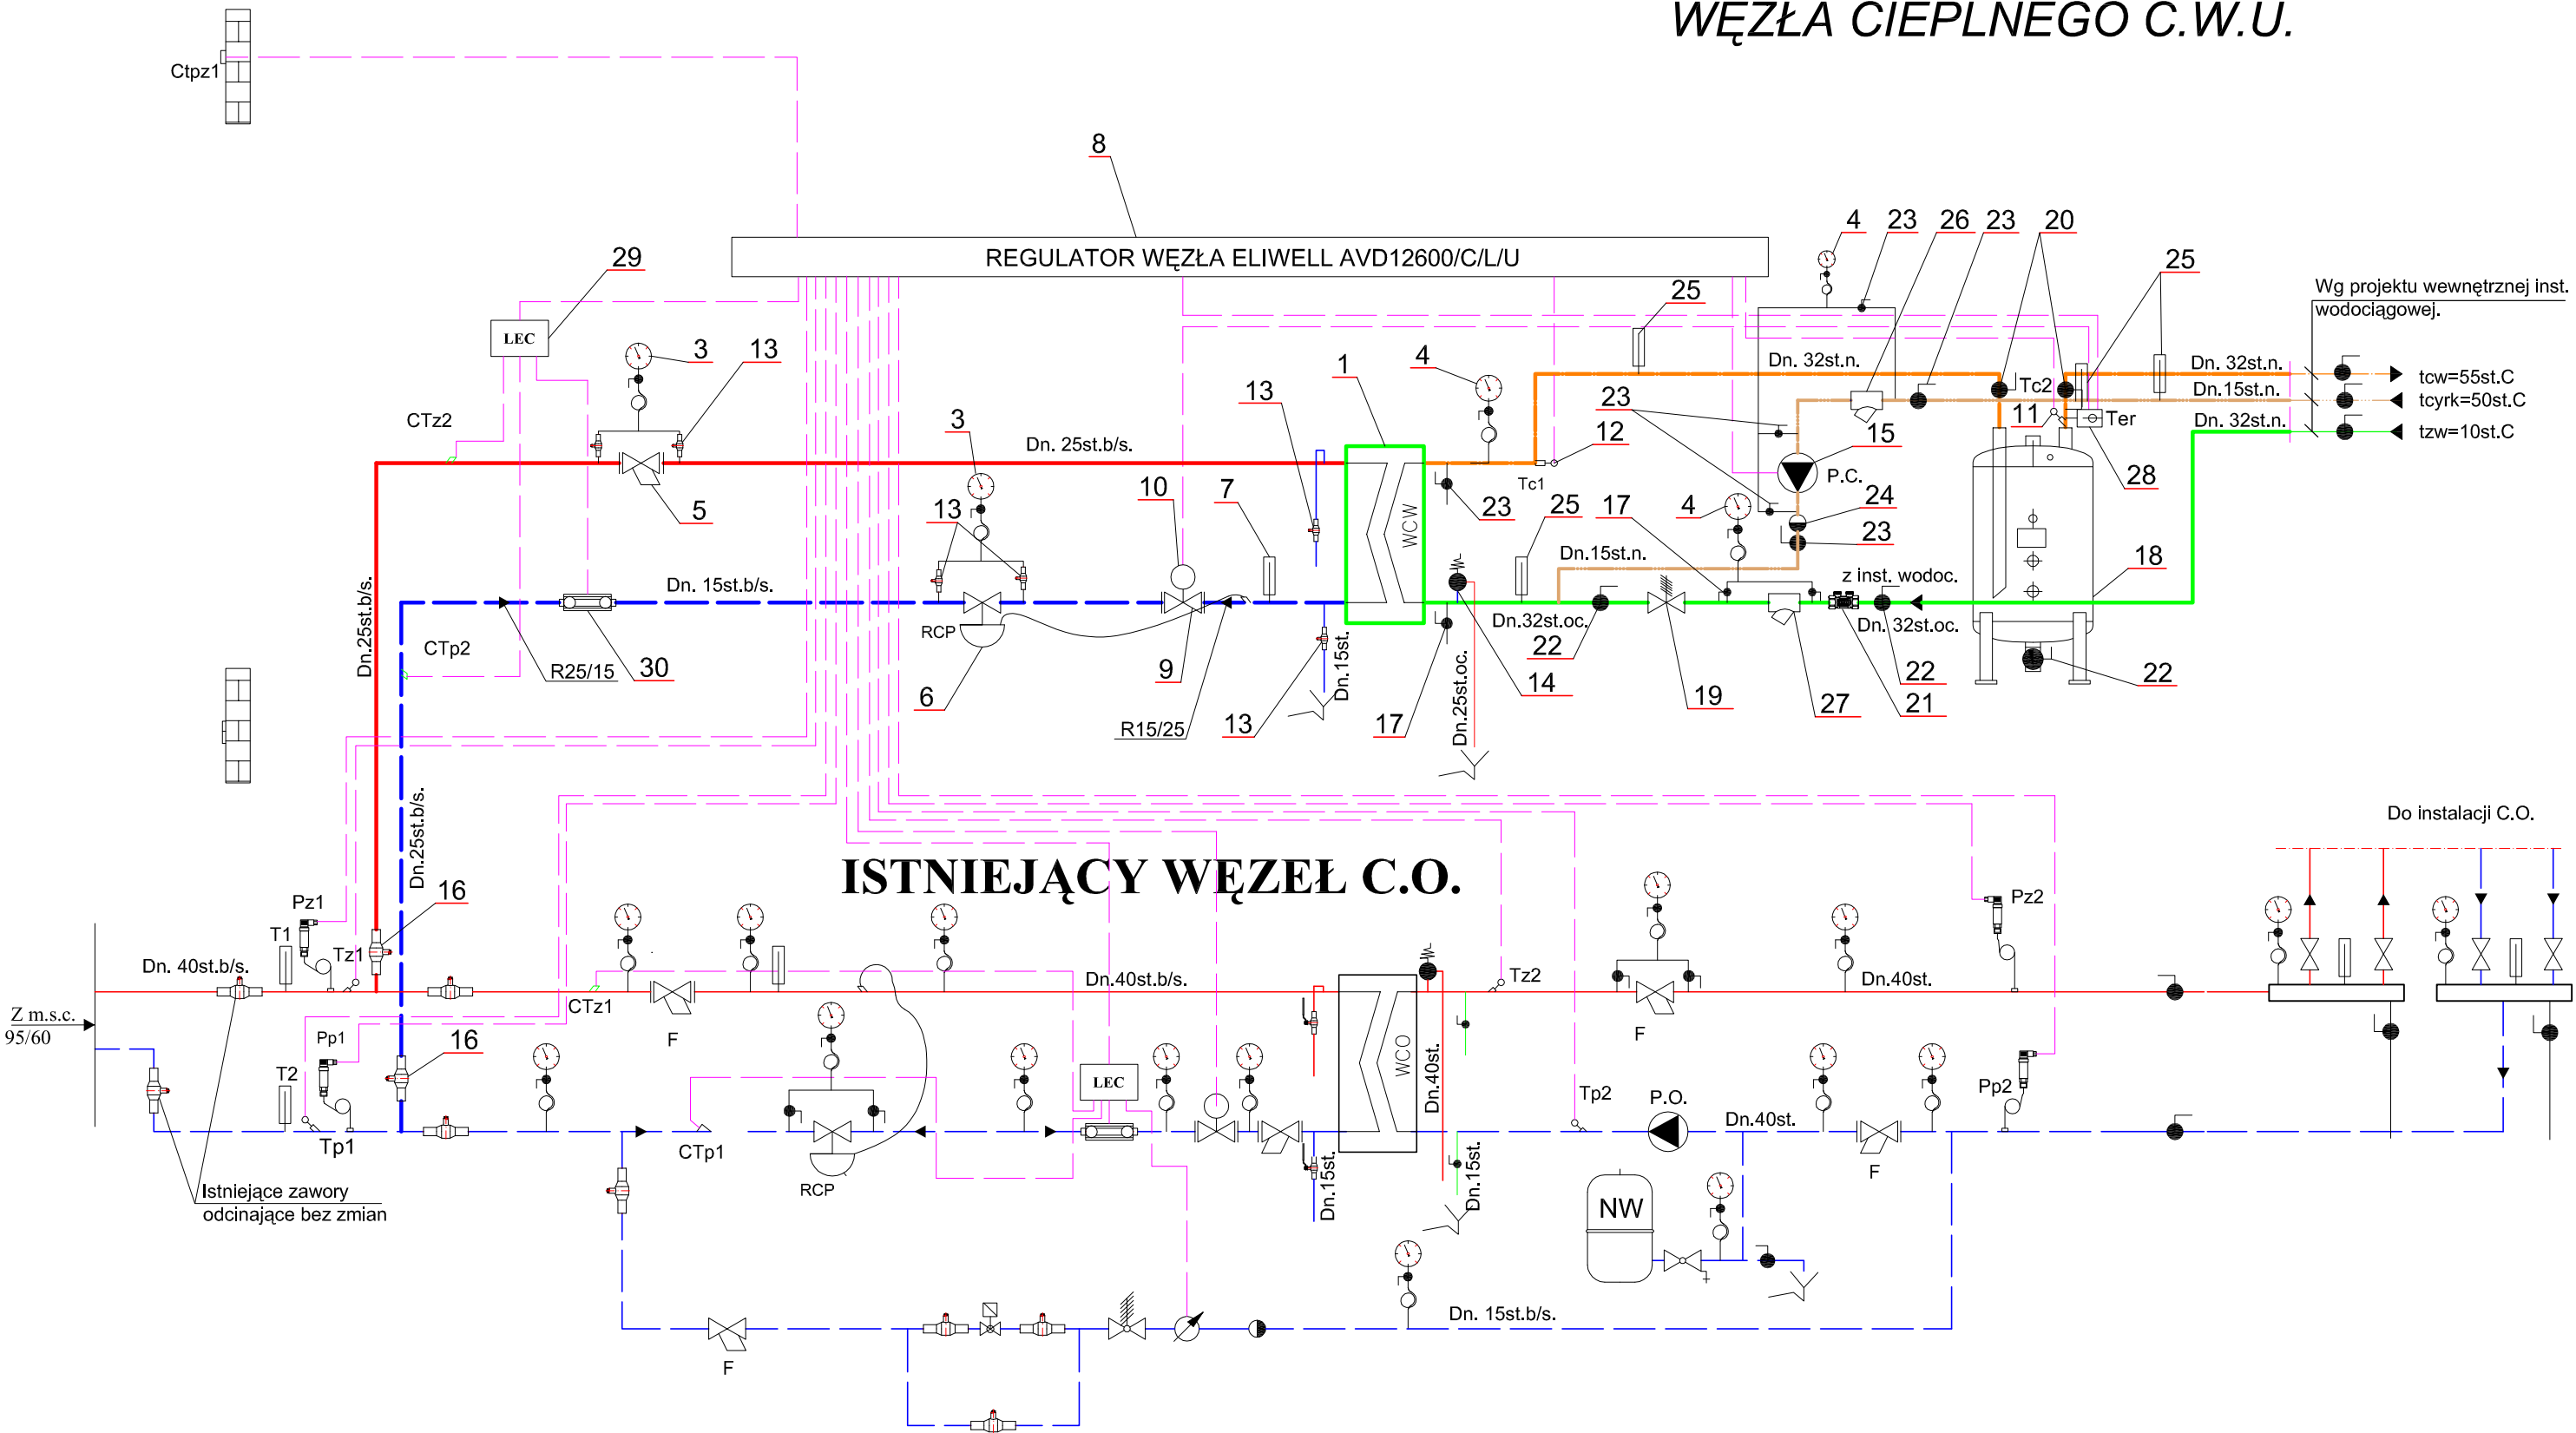 WĘZŁA CIEPLNEGO C.W.U.
Ctpz1
8
REGULATOR WĘZŁA ELIWELL AVD12600/C/L/U
4
23
26
23
20
25
25
29
LEC
3
13
Wg projektu wewnętrznej inst.
wodociągowej.
Dn. 32st.n.
Dn. 32st.n.
tcw=55st.C
Dn.15st.n.
tcyrk=50st.C
Dn. 32st.n.
tzw=10st.C
Tc2
11
Ter
28
CTz2
5
3
13
Dn. 25st.b/s.
1
4
12
Tc1
23
15
P.C.
24
23
23
10
7
13
WCW
23
25
17
4
Dn.15st.n.
z inst. wodoc.
18
Dn.25st.b/s.
Dn. 15st.b/s.
CTp2
R25/15
30
RCP
6
9
R15/25
13
Dn.15st.
17
Dn.25st.oc.
14
Dn.32st.oc.
22
19
27
21
22
Dn. 32st.oc.
22
Dn.25st.b/s.
ISTNIEJĄCY WĘZEŁ C.O.
Do instalacji C.O.
Z m.s.c.
95/60
Dn. 40st.b/s.
T1
Pz1
Tz1
16
CTz1
F
Dn.40st.b/s.
WCO
Tz2
F
Dn.40st.
Pz2
T2
Pp1
Tp1
16
CTp1
RCP
LEC
Dn.15st.
Dn.40st.
Dn.15st.
Tp2
P.O.
Dn.40st.
F
Pp2
Istniejące zawory
odcinające bez zmian
NW
F
Dn. 15st.b/s.